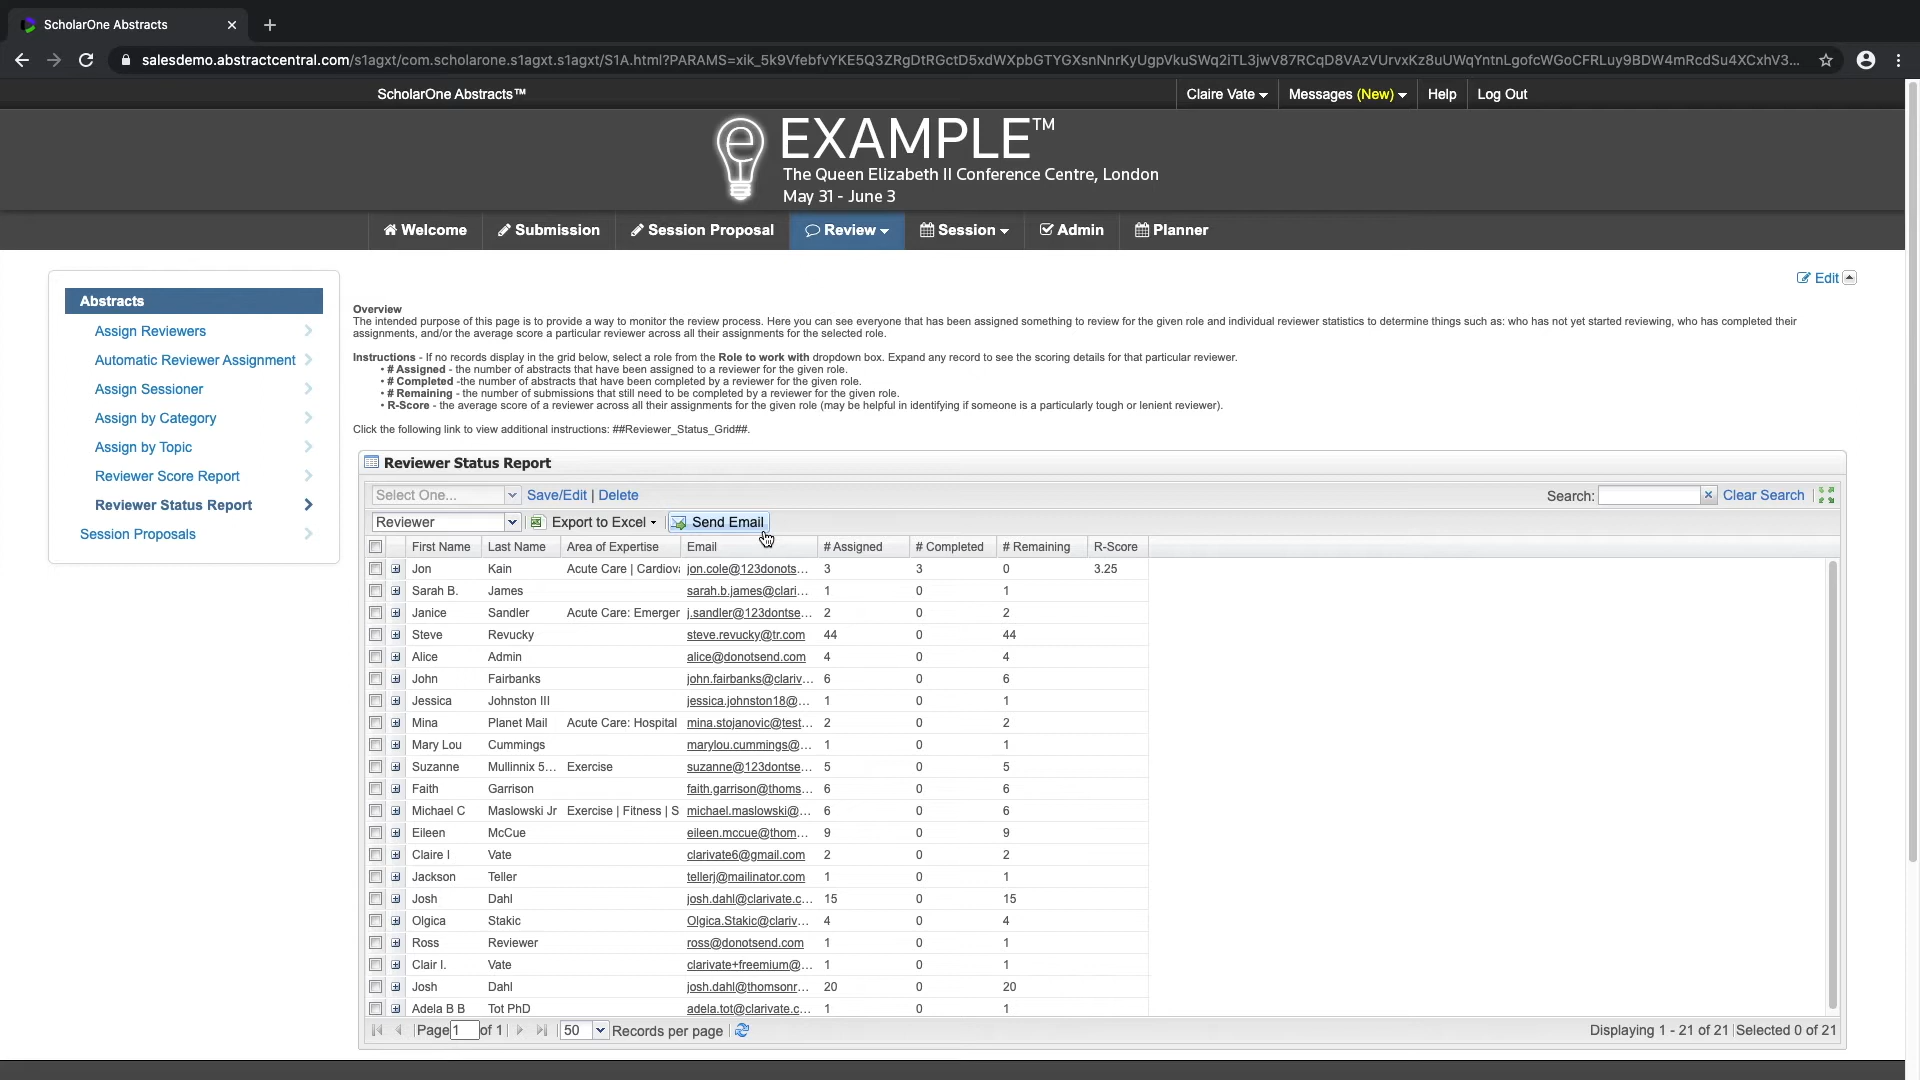 ScholarOne Abstracts
salesdemo.abstractcentral.com/s1agxt/com.scholarone.s1agxt.s1agxt/S1A.html?PARAMS=xik_5k9VfebfvYKE5Q3ZRgDtRGctD5xdWXpbGTYGXsnNnrKyUgpVkuSWq2iTL3jwV87RCqD8VAzVUrvxKz8uUWqYntnLgofcWGoCFRLuy9BDW4mRcdSu4XCxhV3...
ScholarOne Abstracts™ Claire Vate Messages (New) Help Log Out
EXAMPLE™
The Queen Elizabeth II Conference Centre, London
May 31 - June 3
Welcome Submission Session Proposal Review Session Admin Planner
Edit
Abstracts
Assign Reviewers
Automatic Reviewer Assignment
Assign Sessioner
Assign by Category
Assign by Topic
Reviewer Score Report
Reviewer Status Report
Session Proposals
Overview
The intended purpose of this page is to provide a way to monitor the review process. Here you can see everyone that has been assigned something to review for the given role and individual reviewer statistics to determine things such as: who has not yet started reviewing, who has completed their
assignments, and/or the average score a particular reviewer across all their assignments for the selected role.
Instructions - If no records display in the grid below, select a role from the Role to work with dropdown box. Expand any record to see the scoring details for that particular reviewer.
• # Assigned - the number of abstracts that have been assigned to a reviewer for the given role.
• # Completed -the number of abstracts that have been completed by a reviewer for the given role.
• # Remaining - the number of submissions that still need to be completed by a reviewer for the given role.
• R-Score - the average score of a reviewer across all their assignments for the given role (may be helpful in identifying if someone is a particularly tough or lenient reviewer).
Click the following link to view additional instructions: ##Reviewer_Status_Grid##.
Reviewer Status Report
Select One... Save/Edit | Delete Search: Clear Search
Reviewer Export to Excel Send Email
First Name Last Name Area of Expertise Email # Assigned # Completed # Remaining R-Score
Jon Kain Acute Care | Cardiov jon.cole@123donots... 3 3 0 3.25
Sarah B. James sarah.b.james@clari... 1 0 1
Janice Sandler Acute Care: Emerger j.sandler@123dontse... 2 0 2
Steve Revucky steve.revucky@tr.com 44 0 44
Alice Admin alice@donotsend.com 4 0 4
John Fairbanks john.fairbanks@clariv... 6 0 6
Jessica Johnston III jessica.johnston18@... 1 0 1
Mina Planet Mail Acute Care: Hospital mina.stojanovic@test... 2 0 2
Mary Lou Cummings marylou.cummings@... 1 0 1
Suzanne Mullinnix 5... Exercise suzanne@123dontse... 5 0 5
Faith Garrison faith.garrison@thoms... 6 0 6
Michael C Maslowski Jr Exercise | Fitness | S michael.maslowski@... 6 0 6
Eileen McCue eileen.mccue@thom... 9 0 9
Claire I Vate clarivate6@gmail.com 2 0 2
Jackson Teller tellerj@mailinator.com 1 0 1
Josh Dahl josh.dahl@clarivate.c... 15 0 15
Olgica Stakic Olgica.Stakic@clariv... 4 0 4
Ross Reviewer ross@donotsend.com 1 0 1
Clair I. Vate clarivate+freemium@... 1 0 1
Josh Dahl josh.dahl@thomsonr... 20 0 20
Adela B B Tot PhD adela.tot@clarivate.c... 1 0 1
Page 1 of 1 50 Records per page Displaying 1 - 21 of 21 Selected 0 of 21